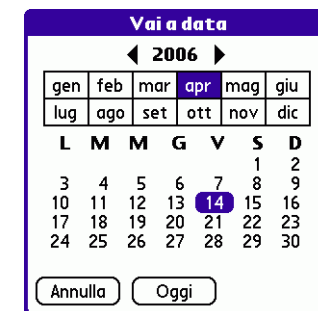 Vai a data
2006
gen feb mar apr mag giu
lug ago set ott nov dic
L M M G V S D
1 2
3 4 5 6 7 8 9
10 11 12 13 14 15 16
17 18 19 20 21 22 23
24 25 26 27 28 29 30
Annulla Oggi